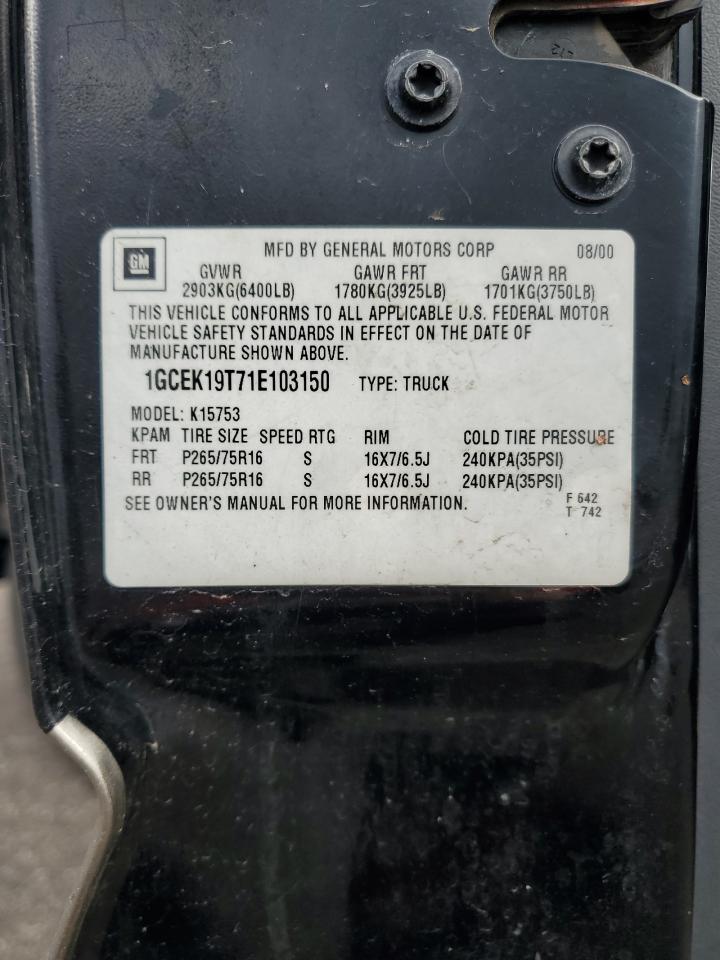 GM
MFD BY GENERAL MOTORS CORP 08/00
GVWR GAWR FRT GAWR RR
2903KG(6400LB) 1780KG(3925LB) 1701KG(3750LB)
THIS VEHICLE CONFORMS TO ALL APPLICABLE U.S. FEDERAL MOTOR
VEHICLE SAFETY STANDARDS IN EFFECT ON THE DATE OF
MANUFACTURE SHOWN ABOVE.
1GCEK19T71E103150 TYPE: TRUCK
MODEL: K15753
KPAM TIRE SIZE SPEED RTG RIM COLD TIRE PRESSURE
FRT P265/75R16 S 16X7/6.5J 240KPA(35PSI)
RR P265/75R16 S 16X7/6.5J 240KPA(35PSI)
SEE OWNER'S MANUAL FOR MORE INFORMATION. F 642
T 742